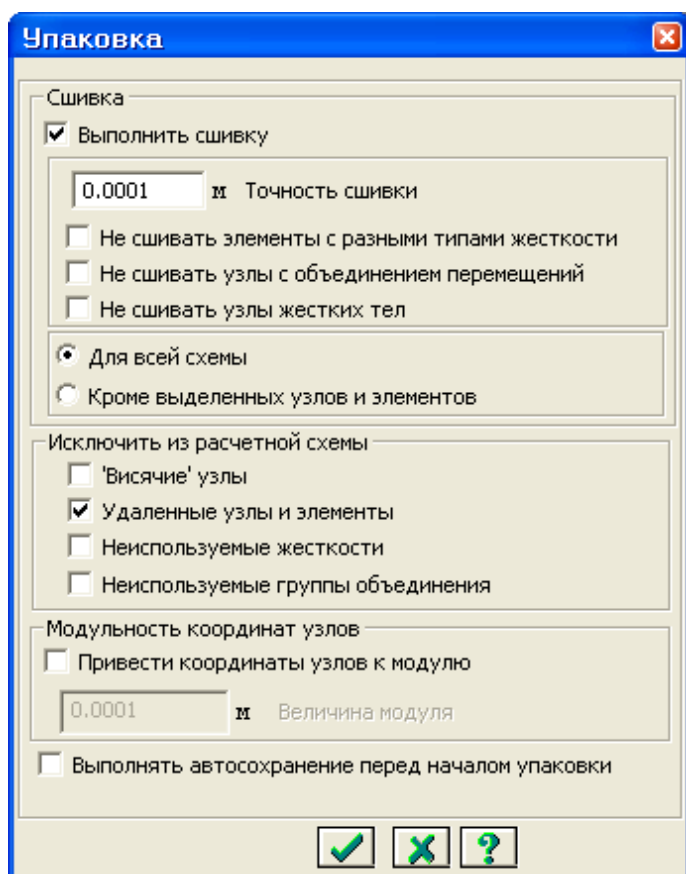 Упаковка
Сшивка
Выполнить сшивку
0.0001 м Точность сшивки
Не сшивать элементы с разными типами жесткости
Не сшивать узлы с объединением перемещений
Не сшивать узлы жестких тел
Для всей схемы
Кроме выделенных узлов и элементов
Исключить из расчетной схемы
'Висячие' узлы
Удаленные узлы и элементы
Неиспользуемые жесткости
Неиспользуемые группы объединения
Модульность координат узлов
Привести координаты узлов к модулю
0.0001 м Величина модуля
Выполнять автосохранение перед началом упаковки
?